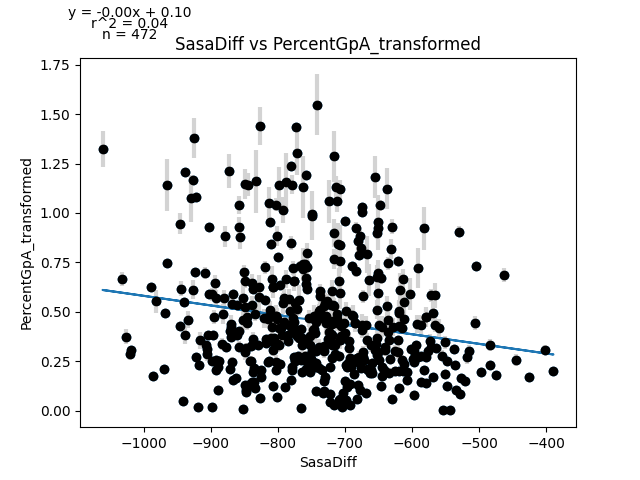 y = -0.00x + 0.10
r^2 = 0.04
n = 472
SasaDiff vs PercentGpA_transformed
1.75
1.50
1.25
1.00
0.75
0.50
0.25
0.00
PercentGpA_transformed
−1000 −900 −800 −700 −600 −500 −400
SasaDiff